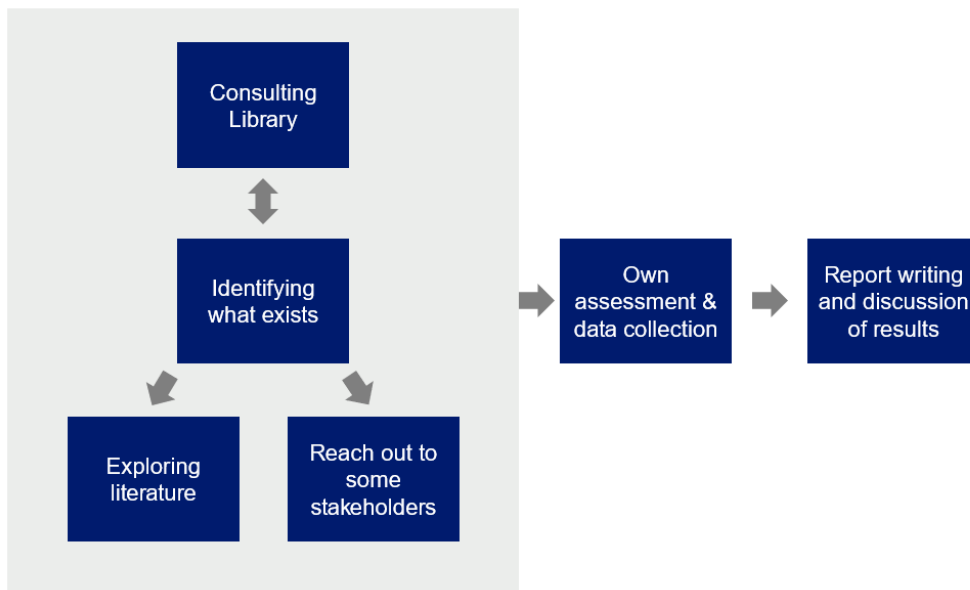 Consulting
Library
Identifying
what exists
Exploring
literature
Reach out to
some
stakeholders
Own
assessment &
data collection
Report writing
and discussion
of results